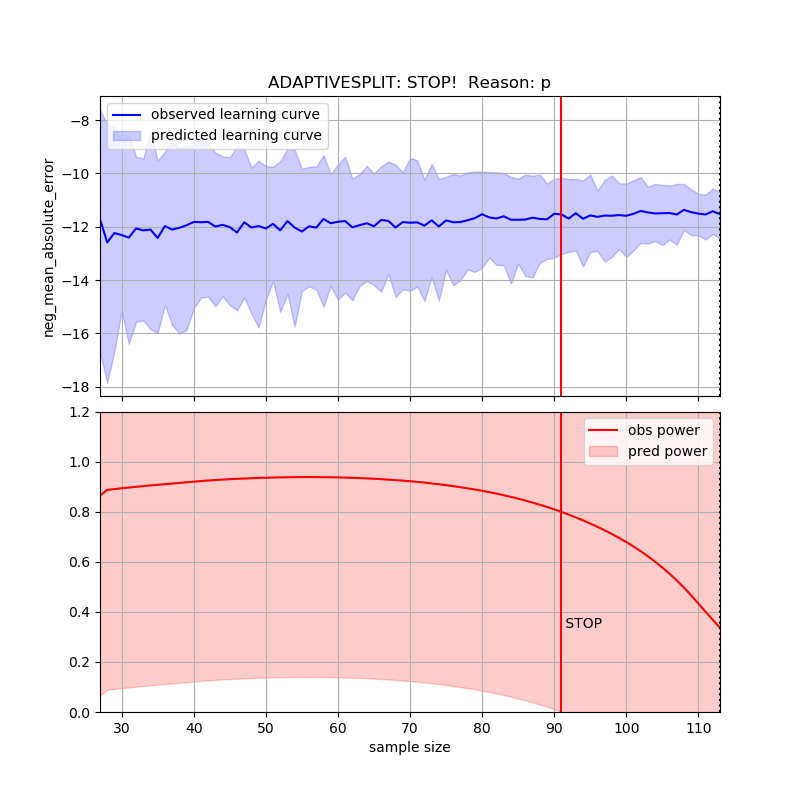 ADAPTIVESPLIT: STOP!  Reason: p
observed learning curve
predicted learning curve
neg_mean_absolute_error
−8
−10
−12
−14
−16
−18
obs power
pred power
STOP
1.2
1.0
0.8
0.6
0.4
0.2
0.0
30 40 50 60 70 80 90 100 110
sample size